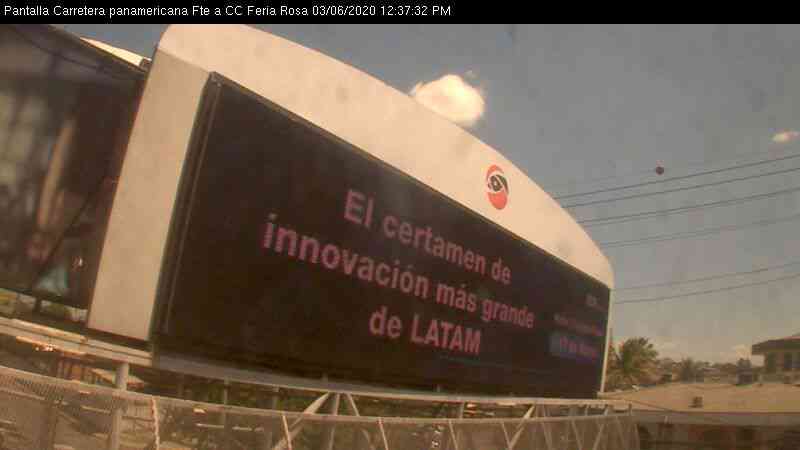 Pantalla Carretera panamericana Fte a CC Feria Rosa 03/06/2020 12:37:32 PM
El certamen de
innovación más grande
de LATAM